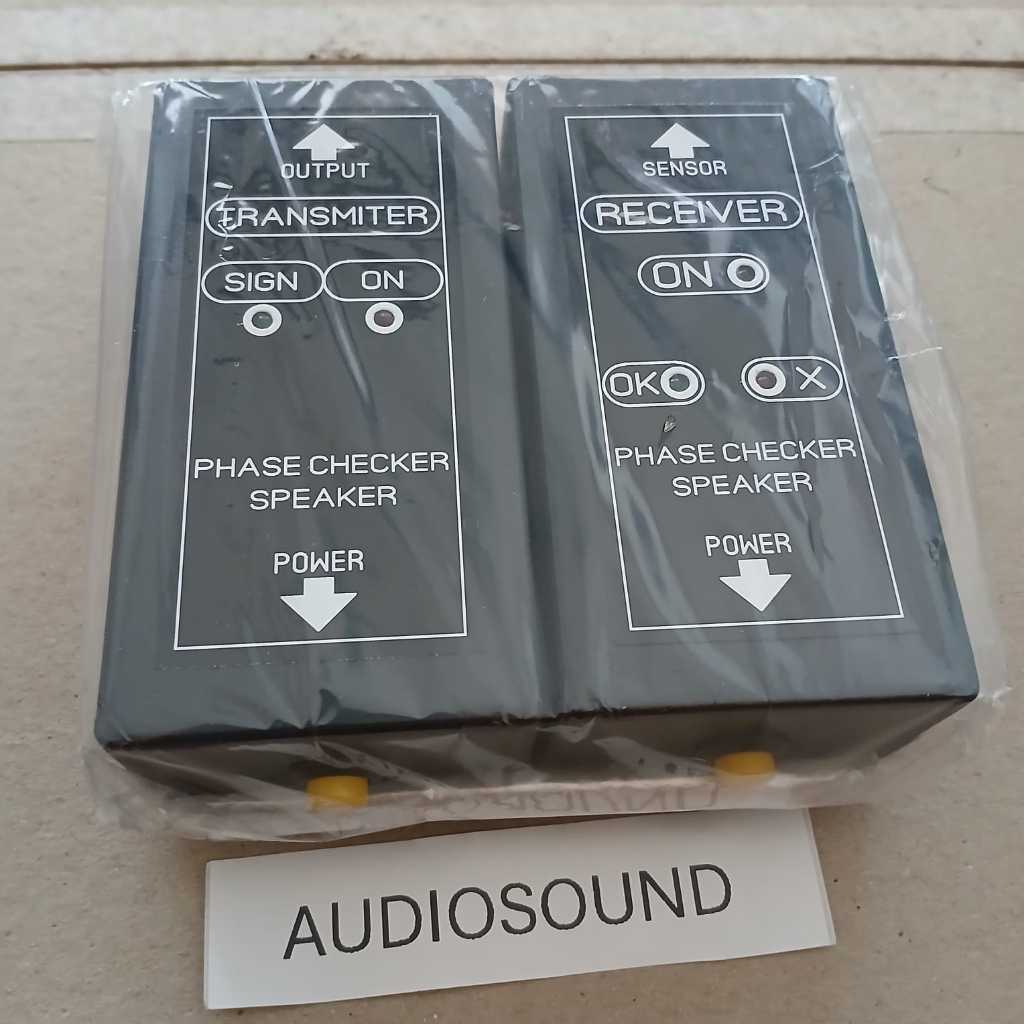 OUTPUT
TRANSMITER
SIGN ON
PHASE CHECKER
SPEAKER
POWER
SENSOR
RECEIVER
ON
OK X
PHASE CHECKER
SPEAKER
POWER
AUDIOSOUND